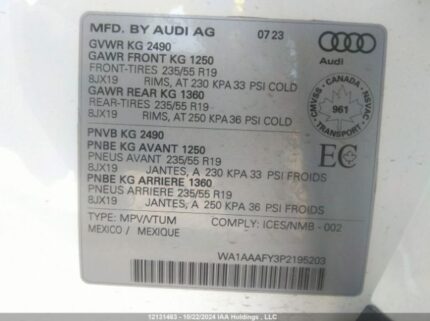 MFD. BY AUDI AG 07 23
Audi
GVWR KG 2490
GAWR FRONT KG 1250
FRONT-TIRES 235/55 R19
8JX19 RIMS, AT 230 KPA 33 PSI COLD
GAWR REAR KG 1360
REAR-TIRES 235/55 R19
8JX19 RIMS, AT 250 KPA 36 PSI COLD
CMVSS - CANADA - NSVAC
961
TRANSPORT
PNVB KG 2490
PNBE KG AVANT 1250
PNEUS AVANT 235/55 R19
8JX19 JANTES, A 230 KPA 33 PSI FROIDS
PNBE KG ARRIERE 1360
PNEUS ARRIERE 235/55 R19
8JX19 JANTES, A 250 KPA 36 PSI FROIDS
EC
TYPE: MPV/VTUM COMPLY: ICES/NMB - 002
MEXICO / MEXIQUE
WA1AAAFY3P2195203
12131463 - 10/22/2024 IAA Holdings, LLC